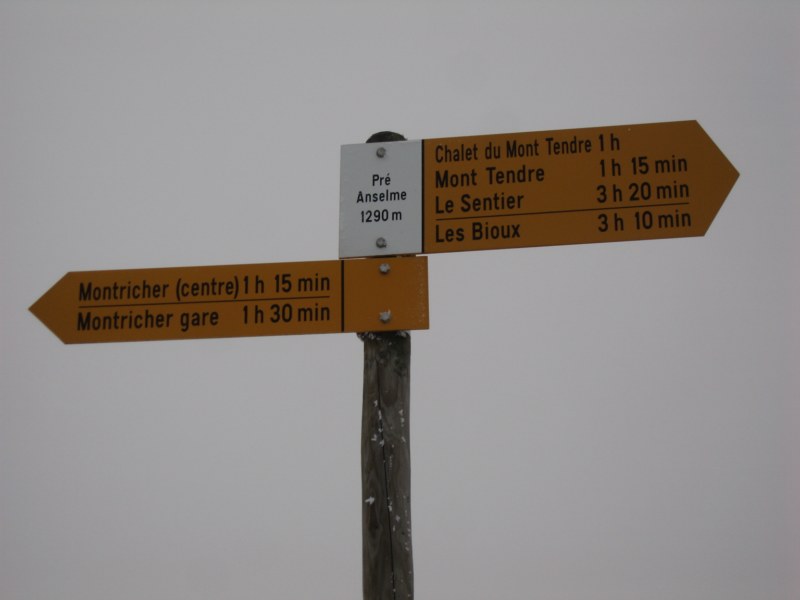 Pré
Anselme
1290 m
Chalet du Mont Tendre 1 h
Mont Tendre 1 h 15 min
Le Sentier 3 h 20 min
Les Bioux 3 h 10 min
Montricher (centre) 1 h 15 min
Montricher gare 1 h 30 min